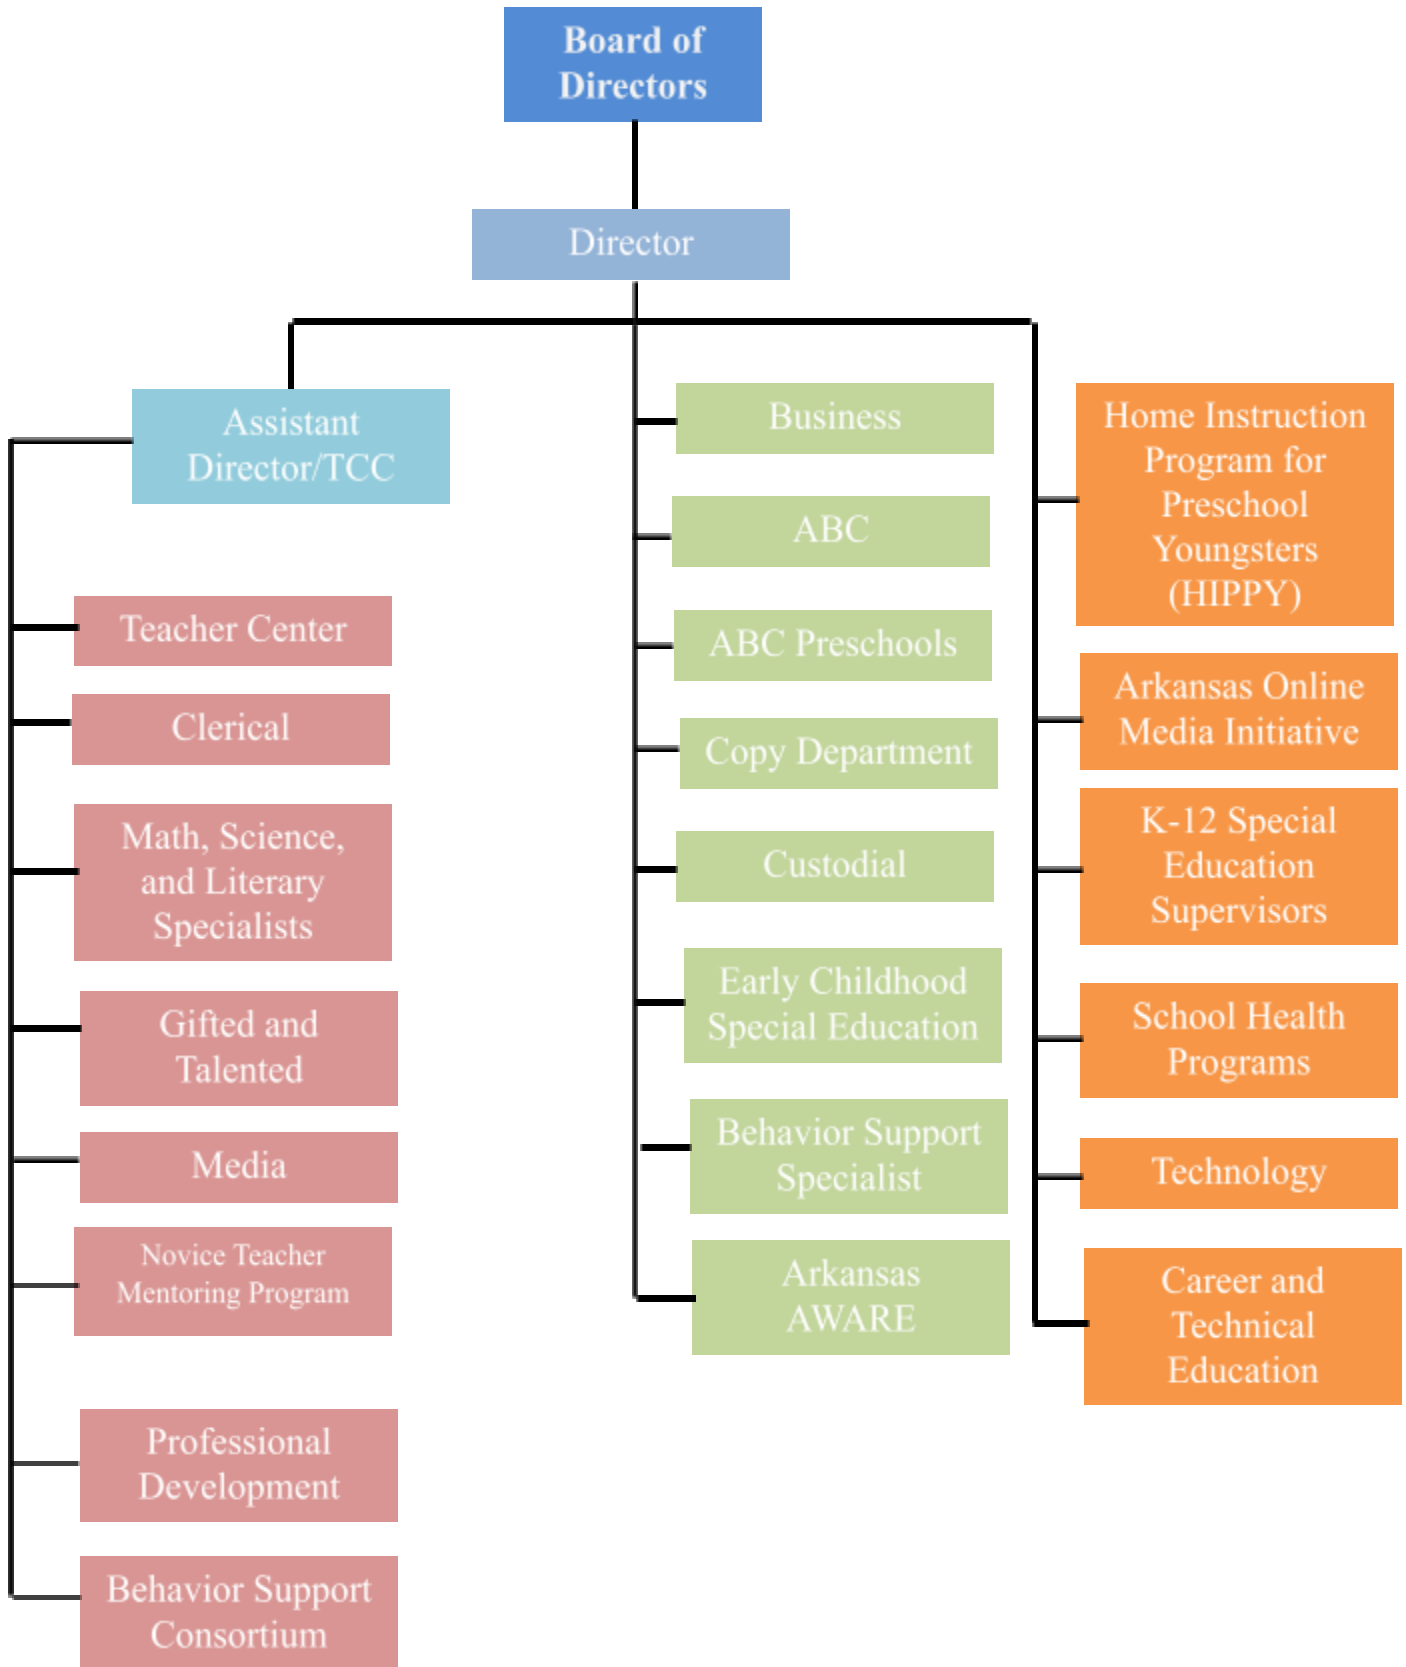 Board of
Directors
Director
Assistant
Director/TCC
Teacher Center
Clerical
Math, Science,
and Literary
Specialists
Gifted and
Talented
Media
Novice Teacher
Mentoring Program
Professional
Development
Behavior Support
Consortium
Business
ABC
ABC Preschools
Copy Department
Custodial
Early Childhood
Special Education
Behavior Support
Specialist
Arkansas
AWARE
Home Instruction
Program for
Preschool
Youngsters
(HIPPY)
Arkansas Online
Media Initiative
K-12 Special
Education
Supervisors
School Health
Programs
Technology
Career and
Technical
Education